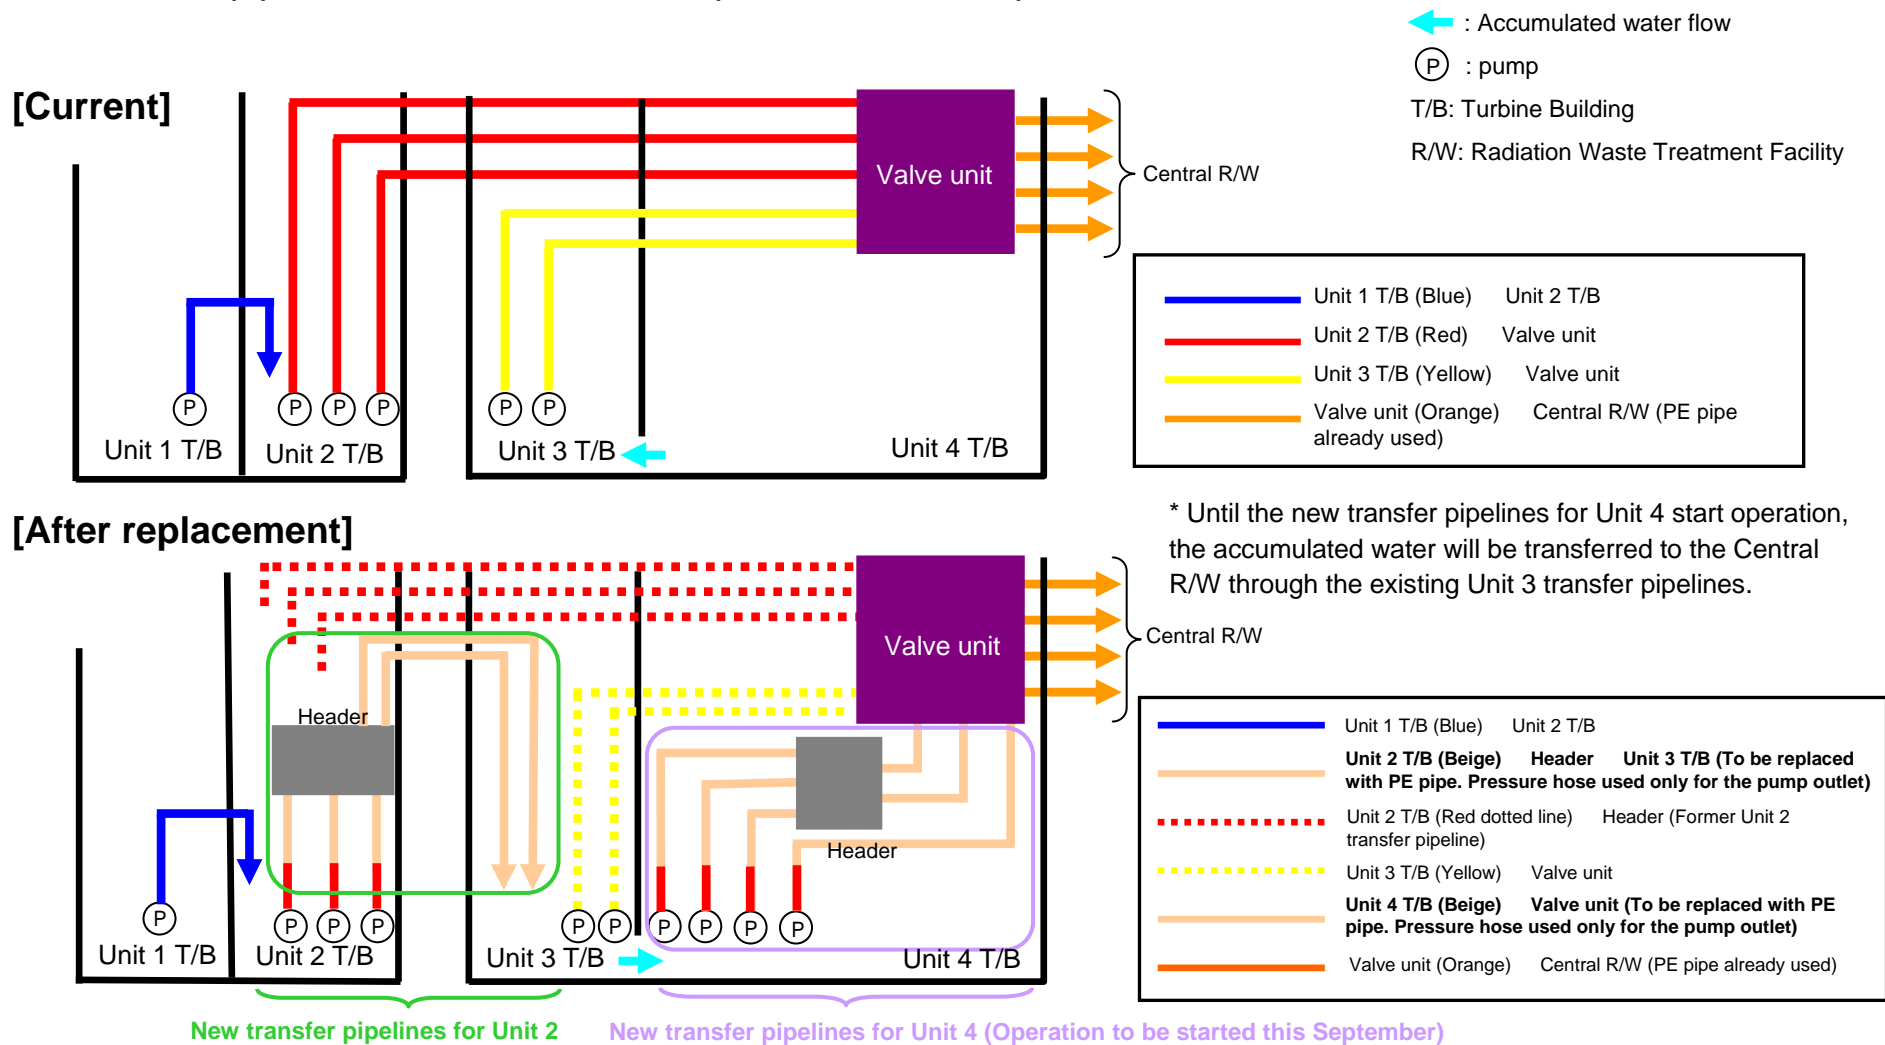 : Accumulated water flow
P : pump
T/B: Turbine Building
R/W: Radiation Waste Treatment Facility
[Current]
Valve unit
Central R/W
P
P
P
P
P
P
Unit 1 T/B
Unit 2 T/B
Unit 3 T/B
Unit 4 T/B
Unit 1 T/B (Blue) Unit 2 T/B
Unit 2 T/B (Red) Valve unit
Unit 3 T/B (Yellow) Valve unit
Valve unit (Orange) Central R/W (PE pipe
already used)
* Until the new transfer pipelines for Unit 4 start operation,
the accumulated water will be transferred to the Central
R/W through the existing Unit 3 transfer pipelines.
[After replacement]
Valve unit
Central R/W
Header
Header
P
P
P
P
P
P
P
P
P
P
Unit 1 T/B
Unit 2 T/B
Unit 3 T/B
Unit 4 T/B
Unit 1 T/B (Blue) Unit 2 T/B
Unit 2 T/B (Beige) Header Unit 3 T/B (To be replaced
with PE pipe. Pressure hose used only for the pump outlet)
Unit 2 T/B (Red dotted line) Header (Former Unit 2
transfer pipeline)
Unit 3 T/B (Yellow) Valve unit
Unit 4 T/B (Beige) Valve unit (To be replaced with PE
pipe. Pressure hose used only for the pump outlet)
Valve unit (Orange) Central R/W (PE pipe already used)
New transfer pipelines for Unit 2
New transfer pipelines for Unit 4 (Operation to be started this September)